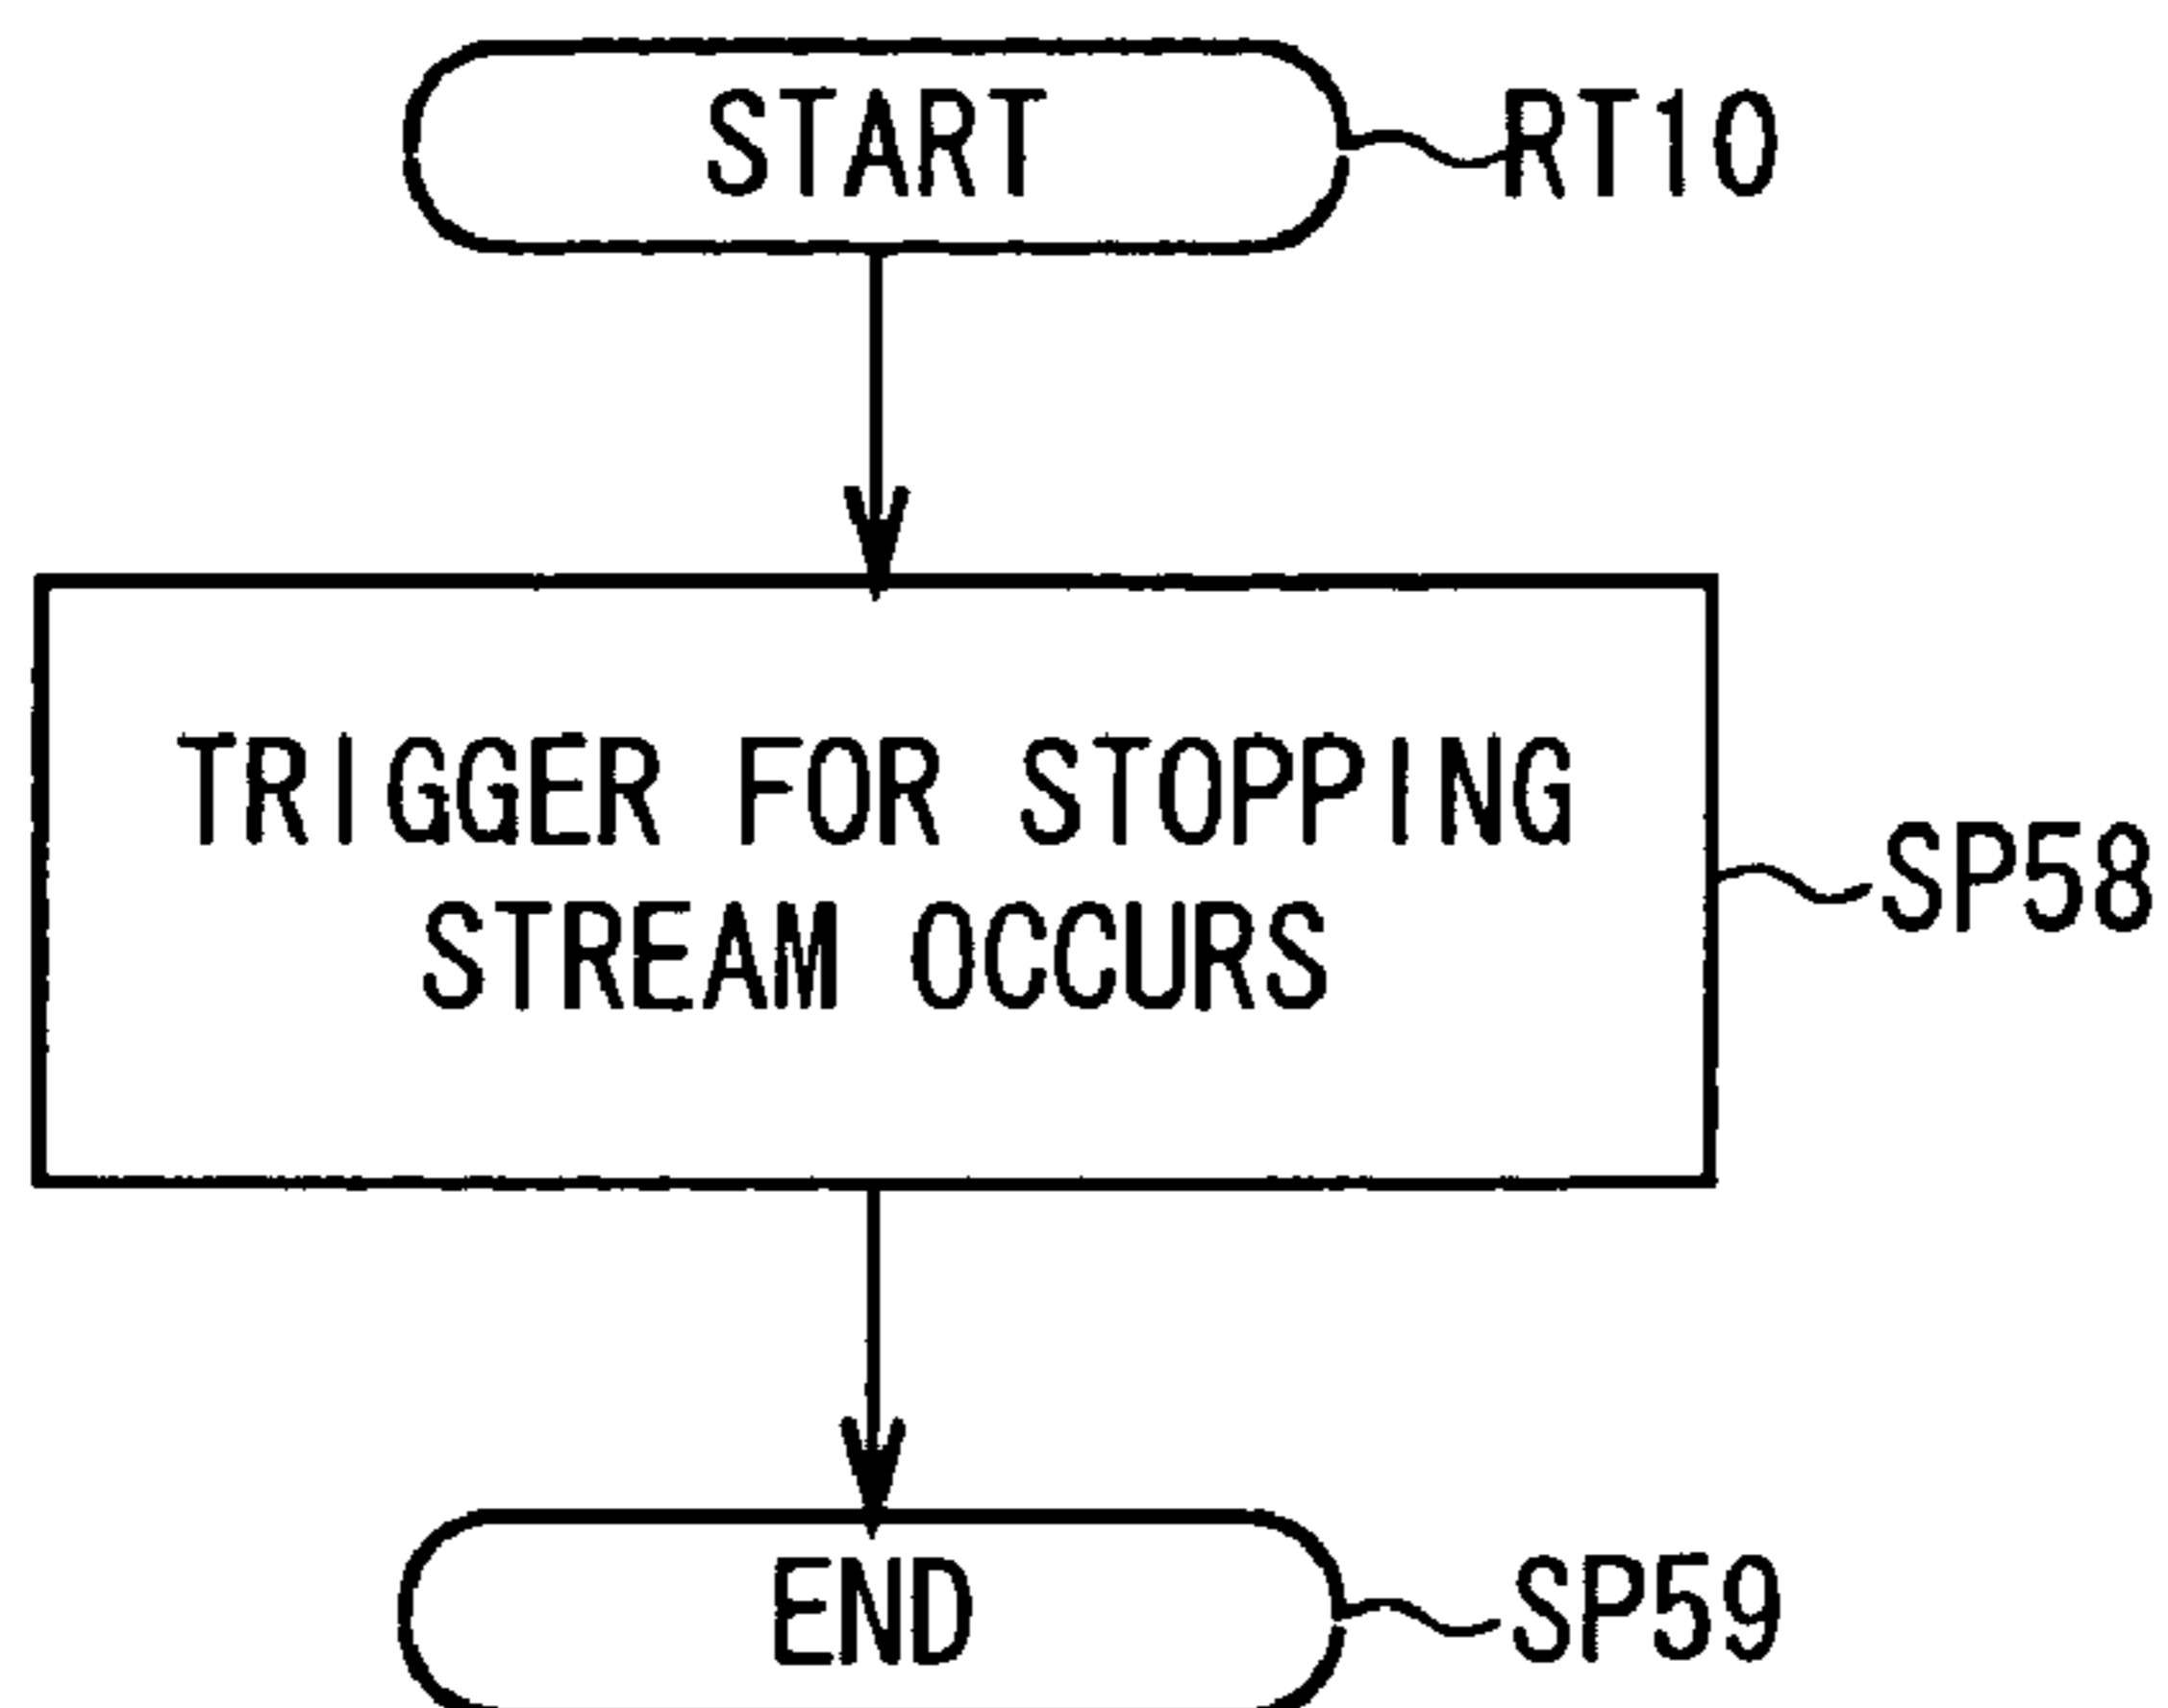 START
RT10
TRIGGER FOR STOPPING
STREAM OCCURS
SP58
END
SP59